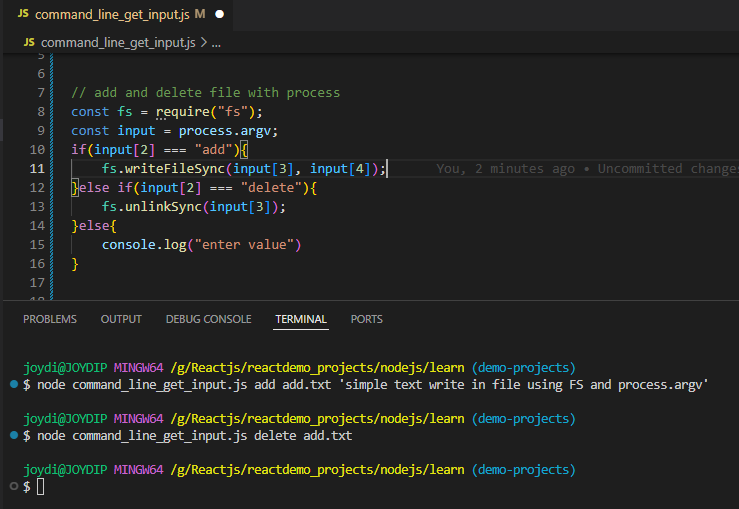 JS command_line_get_input.js M
JS command_line_get_input.js > ...
5
6
7 // add and delete file with process
8 const fs = require("fs");
9 const input = process.argv;
10 if(input[2] === "add"){
11 fs.writeFileSync(input[3], input[4]); You, 2 minutes ago • Uncommitted changes
12 }else if(input[2] === "delete"){
13 fs.unlinkSync(input[3]);
14 }else{
15 console.log("enter value")
16 }
17
18
PROBLEMS OUTPUT DEBUG CONSOLE TERMINAL PORTS
joydi@JOYDIP MINGW64 /g/Reactjs/reactdemo_projects/nodejs/learn (demo-projects)
$ node command_line_get_input.js add add.txt 'simple text write in file using FS and process.argv'
joydi@JOYDIP MINGW64 /g/Reactjs/reactdemo_projects/nodejs/learn (demo-projects)
$ node command_line_get_input.js delete add.txt
joydi@JOYDIP MINGW64 /g/Reactjs/reactdemo_projects/nodejs/learn (demo-projects)
$